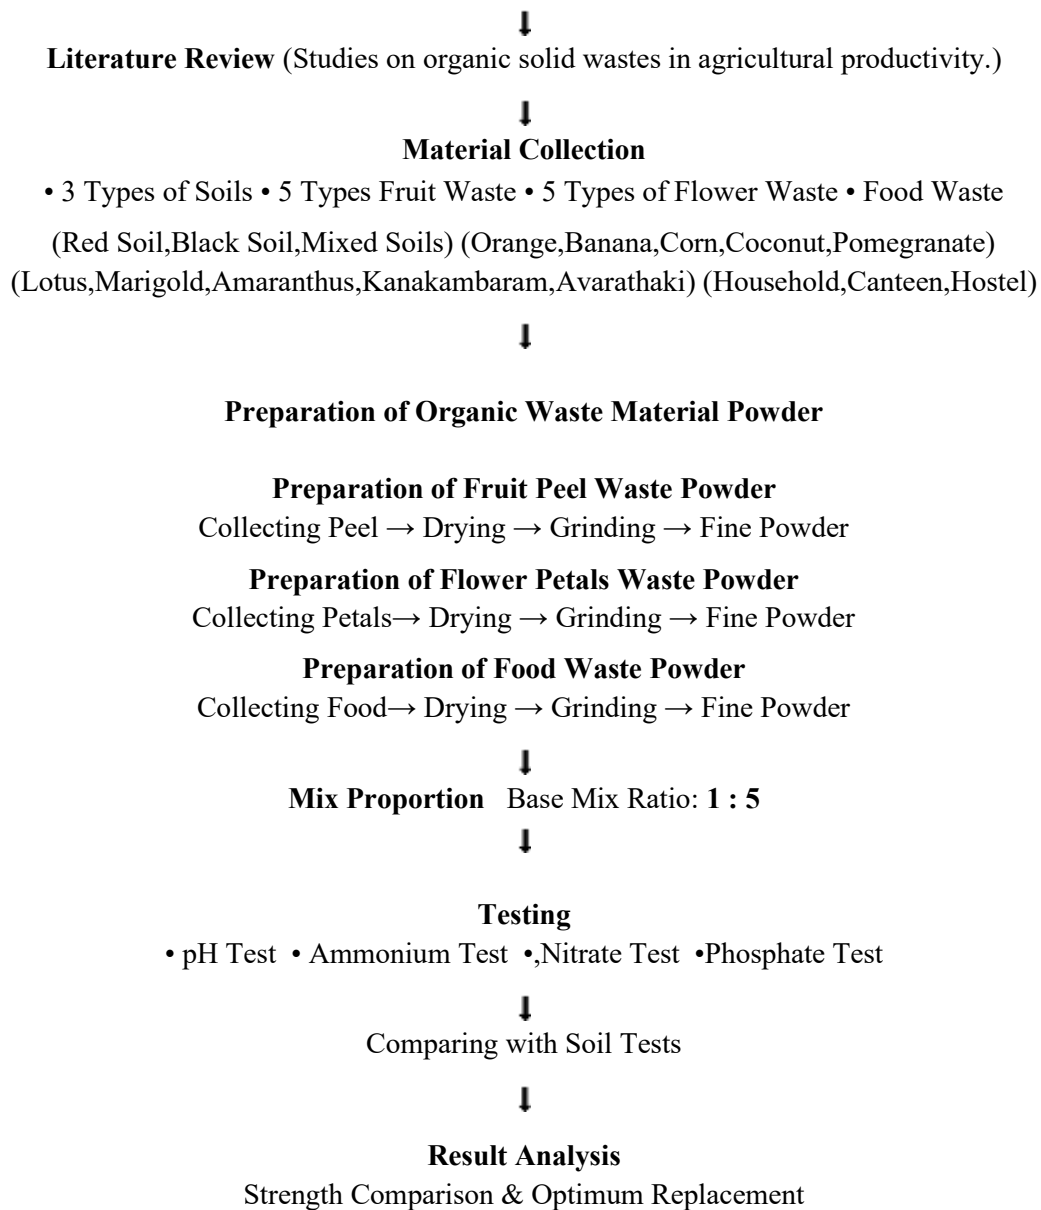 Literature Review (Studies on organic solid wastes in agricultural productivity.)
Material Collection
• 3 Types of Soils • 5 Types Fruit Waste • 5 Types of Flower Waste • Food Waste
(Red Soil,Black Soil,Mixed Soils) (Orange,Banana,Corn,Coconut,Pomegranate)
(Lotus,Marigold,Amaranthus,Kanakambaram,Avarathaki) (Household,Canteen,Hostel)
Preparation of Organic Waste Material Powder
Preparation of Fruit Peel Waste Powder
Collecting Peel → Drying → Grinding → Fine Powder
Preparation of Flower Petals Waste Powder
Collecting Petals→ Drying → Grinding → Fine Powder
Preparation of Food Waste Powder
Collecting Food→ Drying → Grinding → Fine Powder
Mix Proportion Base Mix Ratio: 1 : 5
Testing
• pH Test • Ammonium Test •,Nitrate Test •Phosphate Test
Comparing with Soil Tests
Result Analysis
Strength Comparison & Optimum Replacement